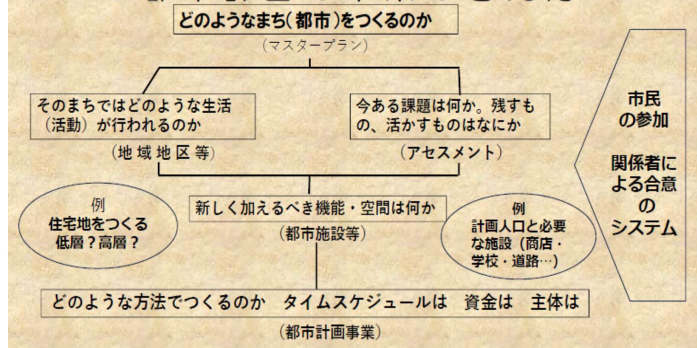 どのようなまち(都市)をつくるのか
(マスタープラン)
そのまちではどのような生活
(活動)が行われるのか
(地域地区等)
今ある課題は何か。残すも
の、活かすものはなにか
(アセスメント)
市民
の参加
関係者に
よる合意
の
システム
例
住宅地をつくる
低層？高層？
新しく加えるべき機能・空間は何か
(都市施設等)
例
計画人口と必要
な施設（商店・
学校・道路…）
どのような方法でつくるのか　タイムスケジュールは　資金は　主体は
(都市計画事業)